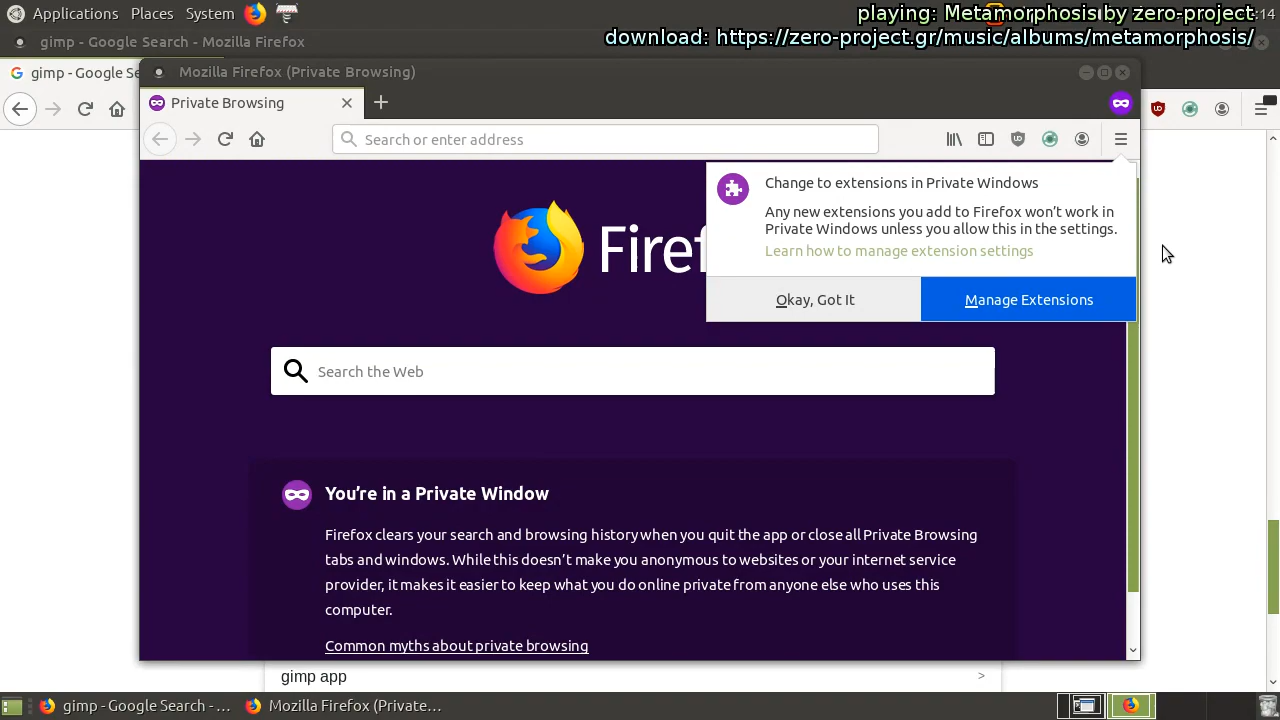 Applications Places System
playing: Metamorphosis by zero-project
:14
download: https://zero-project.gr/music/albums/metamorphosis/
gimp - Google Search - Mozilla Firefox
gimp - Google Se
Mozilla Firefox (Private Browsing)
Private Browsing
Search or enter address
Change to extensions in Private Windows
Any new extensions you add to Firefox won't work in
Private Windows unless you allow this in the settings.
Learn how to manage extension settings
Okay, Got It
Manage Extensions
Firef
Search the Web
You're in a Private Window
Firefox clears your search and browsing history when you quit the app or close all Private Browsing
tabs and windows. While this doesn't make you anonymous to websites or your internet service
provider, it makes it easier to keep what you do online private from anyone else who uses this
computer.
Common myths about private browsing
gimp app >
gimp - Google Search - ...
Mozilla Firefox (Private...